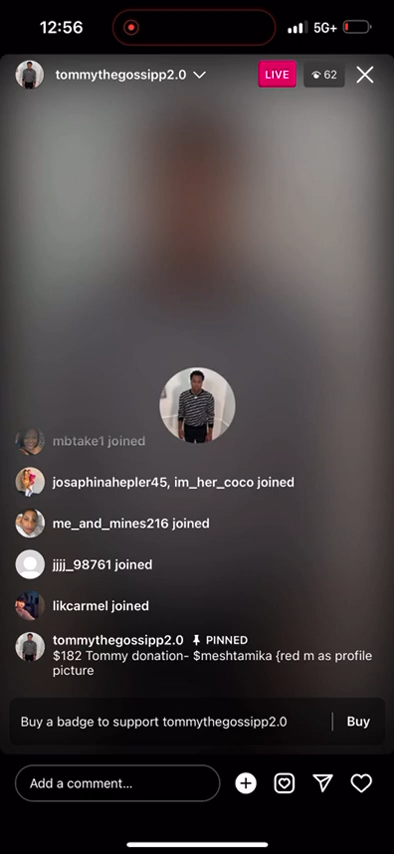 12:56
5G+
tommythegossipp2.0
LIVE
62
mbtake1 joined
josaphinahepler45, im_her_coco joined
me_and_mines216 joined
jjjj_98761 joined
likcarmel joined
tommythegossipp2.0 PINNED
$182 Tommy donation- $meshtamika {red m as profile
picture
Buy a badge to support tommythegossipp2.0
Buy
Add a comment...